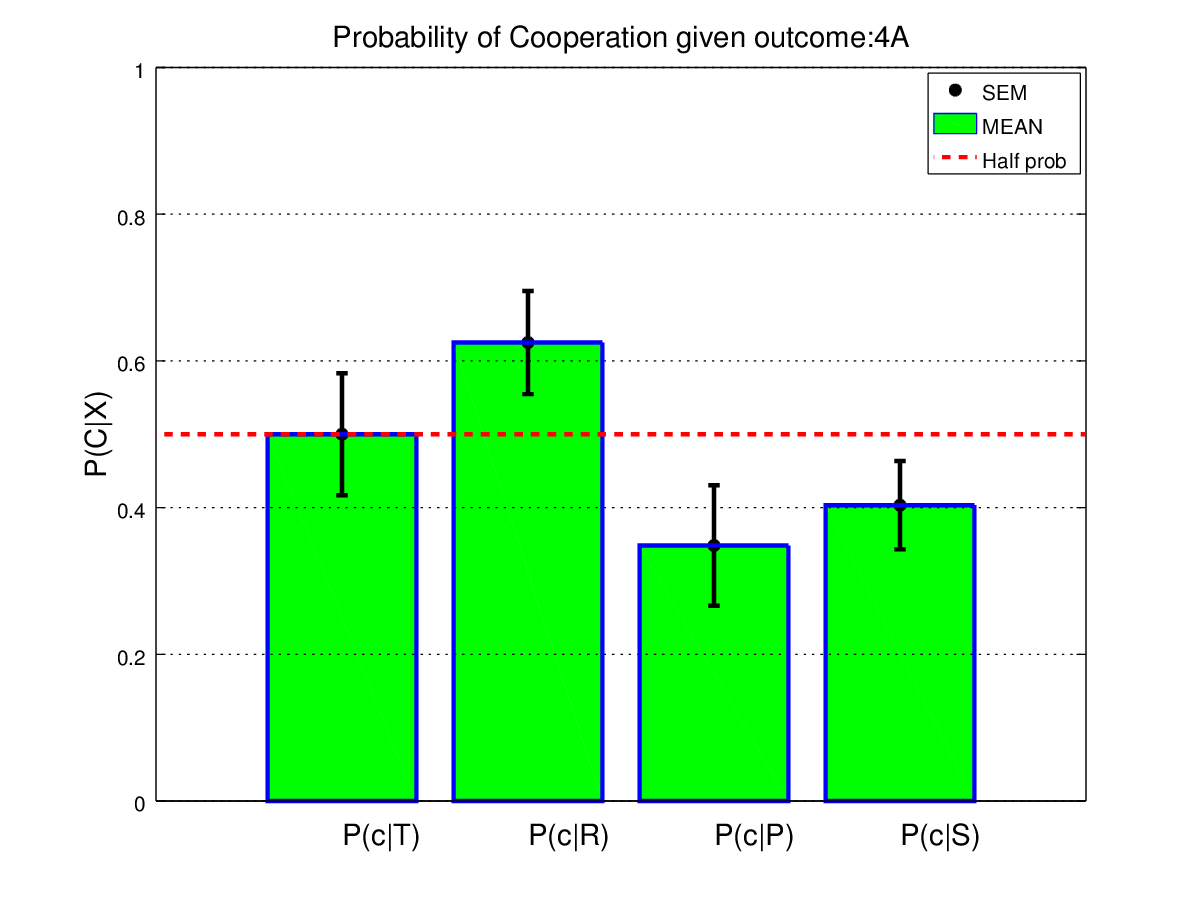 Probability of Cooperation given outcome:4A
SEM
MEAN
Half prob
1
0.8
0.6
0.4
0.2
0
P(C|X)
P(c|T)
P(c|R)
P(c|P)
P(c|S)